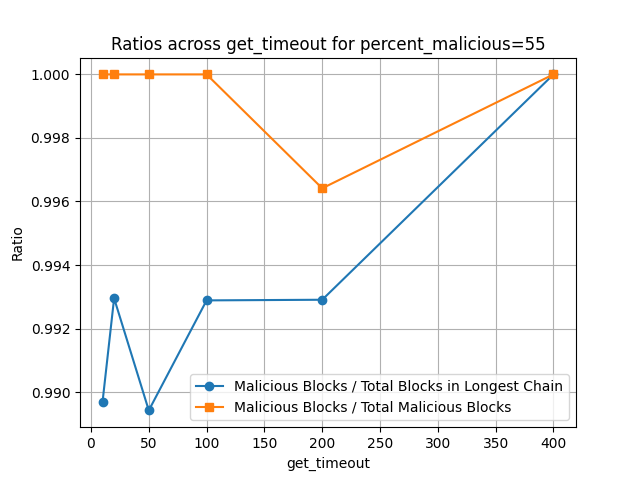 Ratios across get_timeout for percent_malicious=55
1.000
0.998
0.996
0.994
0.992
0.990
Ratio
Malicious Blocks / Total Blocks in Longest Chain
Malicious Blocks / Total Malicious Blocks
0 50 100 150 200 250 300 350 400
get_timeout